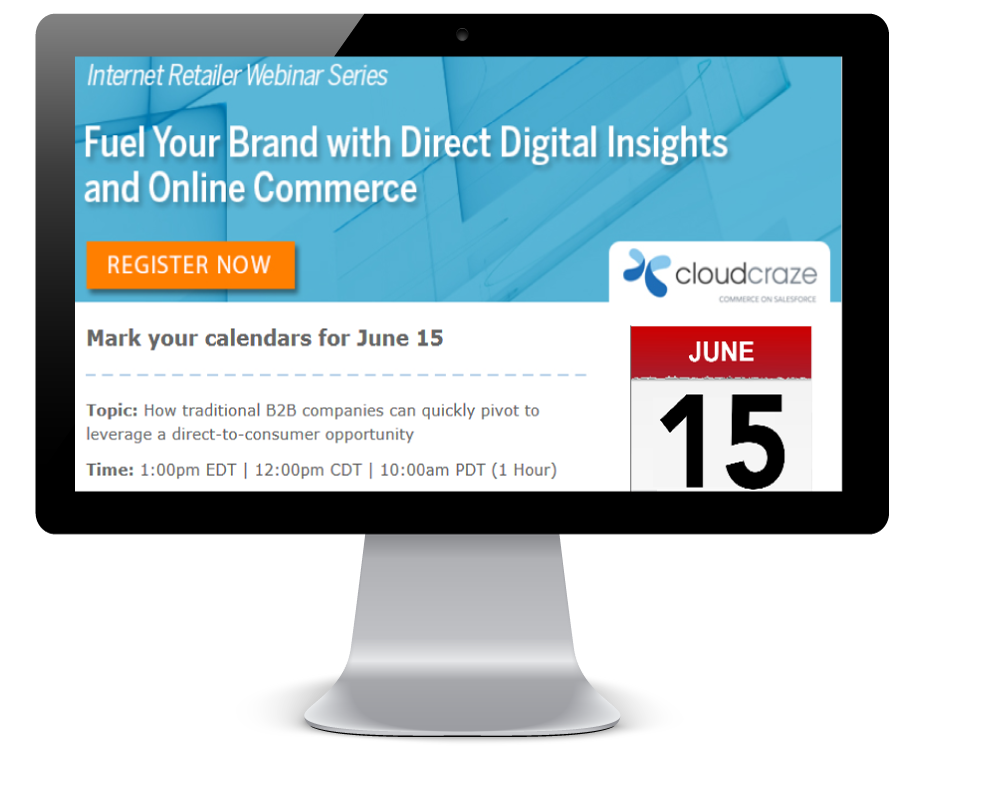 Internet Retailer Webinar Series
Fuel Your Brand with Direct Digital Insights
and Online Commerce
REGISTER NOW
cloudcraze
COMMERCE ON SALESFORCE
Mark your calendars for June 15
JUNE
15
Topic: How traditional B2B companies can quickly pivot to
leverage a direct-to-consumer opportunity
Time: 1:00pm EDT | 12:00pm CDT | 10:00am PDT (1 Hour)